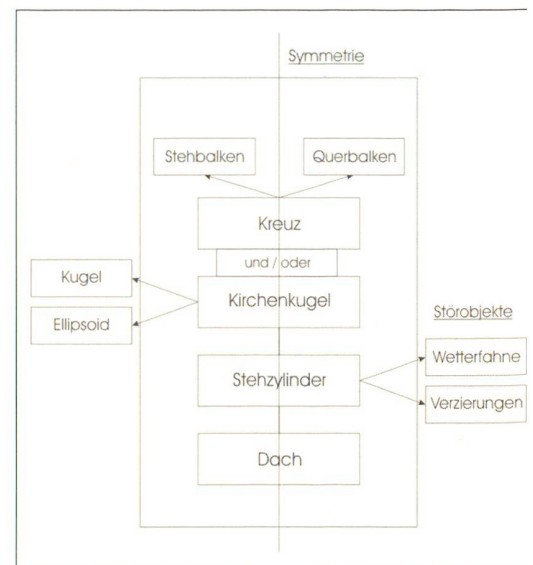 Symmetrie
Stehbalken
Querbalken
Kreuz
und / oder
Kugel
Kirchenkugel
Ellipsoid
Störobjekte
Wetterfahne
Stehzylinder
Verzierungen
Dach